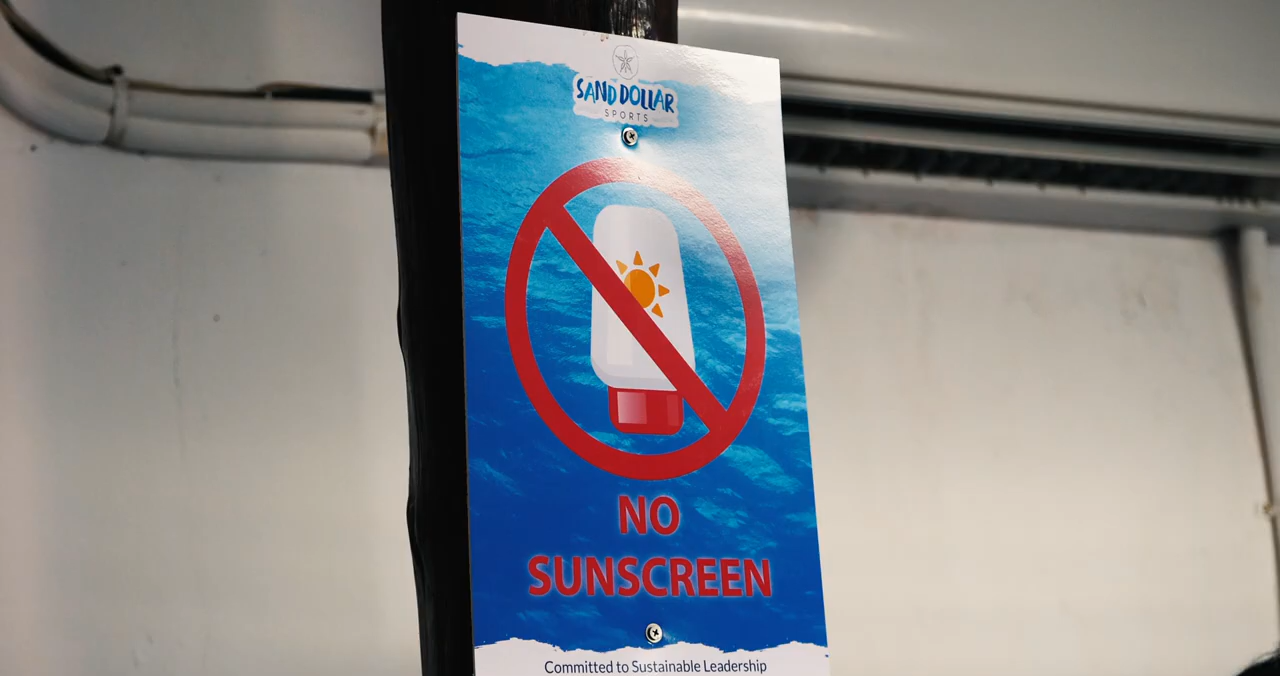 SAND DOLLAR
SPORTS
NO
SUNSCREEN
Committed to Sustainable Leadership